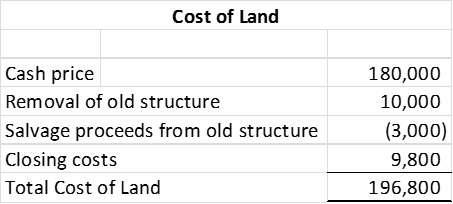 Cost of Land
Cash price 180,000
Removal of old structure 10,000
Salvage proceeds from old structure (3,000)
Closing costs 9,800
Total Cost of Land 196,800